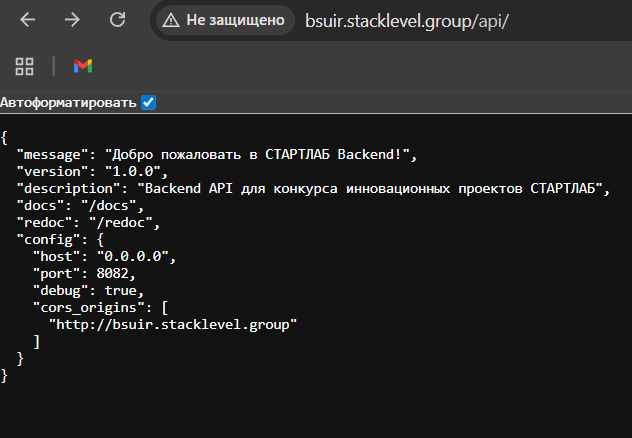 Не защищено bsuir.stacklevel.group/api/
Автоформатировать
{
  "message": "Добро пожаловать в СТАРТЛАБ Backend!",
  "version": "1.0.0",
  "description": "Backend API для конкурса инновационных проектов СТАРТЛАБ",
  "docs": "/docs",
  "redoc": "/redoc",
  "config": {
    "host": "0.0.0.0",
    "port": 8082,
    "debug": true,
    "cors_origins": [
      "http://bsuir.stacklevel.group"
    ]
  }
}